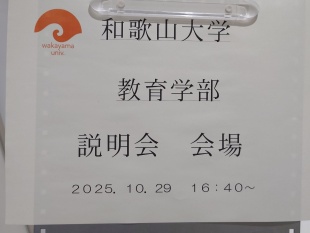 和歌山大学
wakayama
univ.
教育学部
説明会　会場
２０２５．１０．２９　１６：４０～